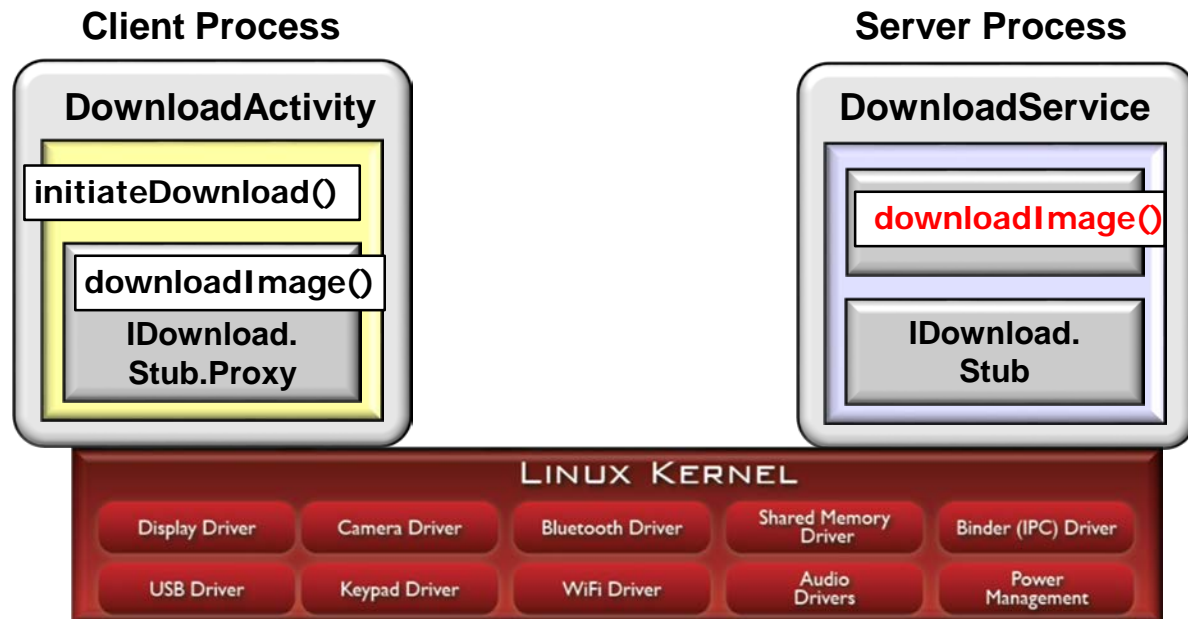 Client Process
Server Process
DownloadActivity
initiateDownload()
downloadImage()
IDownload.
Stub.Proxy
DownloadService
downloadImage()
IDownload.
Stub
LINUX KERNEL
Display Driver
Camera Driver
Bluetooth Driver
Shared Memory
Driver
Binder (IPC) Driver
USB Driver
Keypad Driver
WiFi Driver
Audio
Drivers
Power
Management